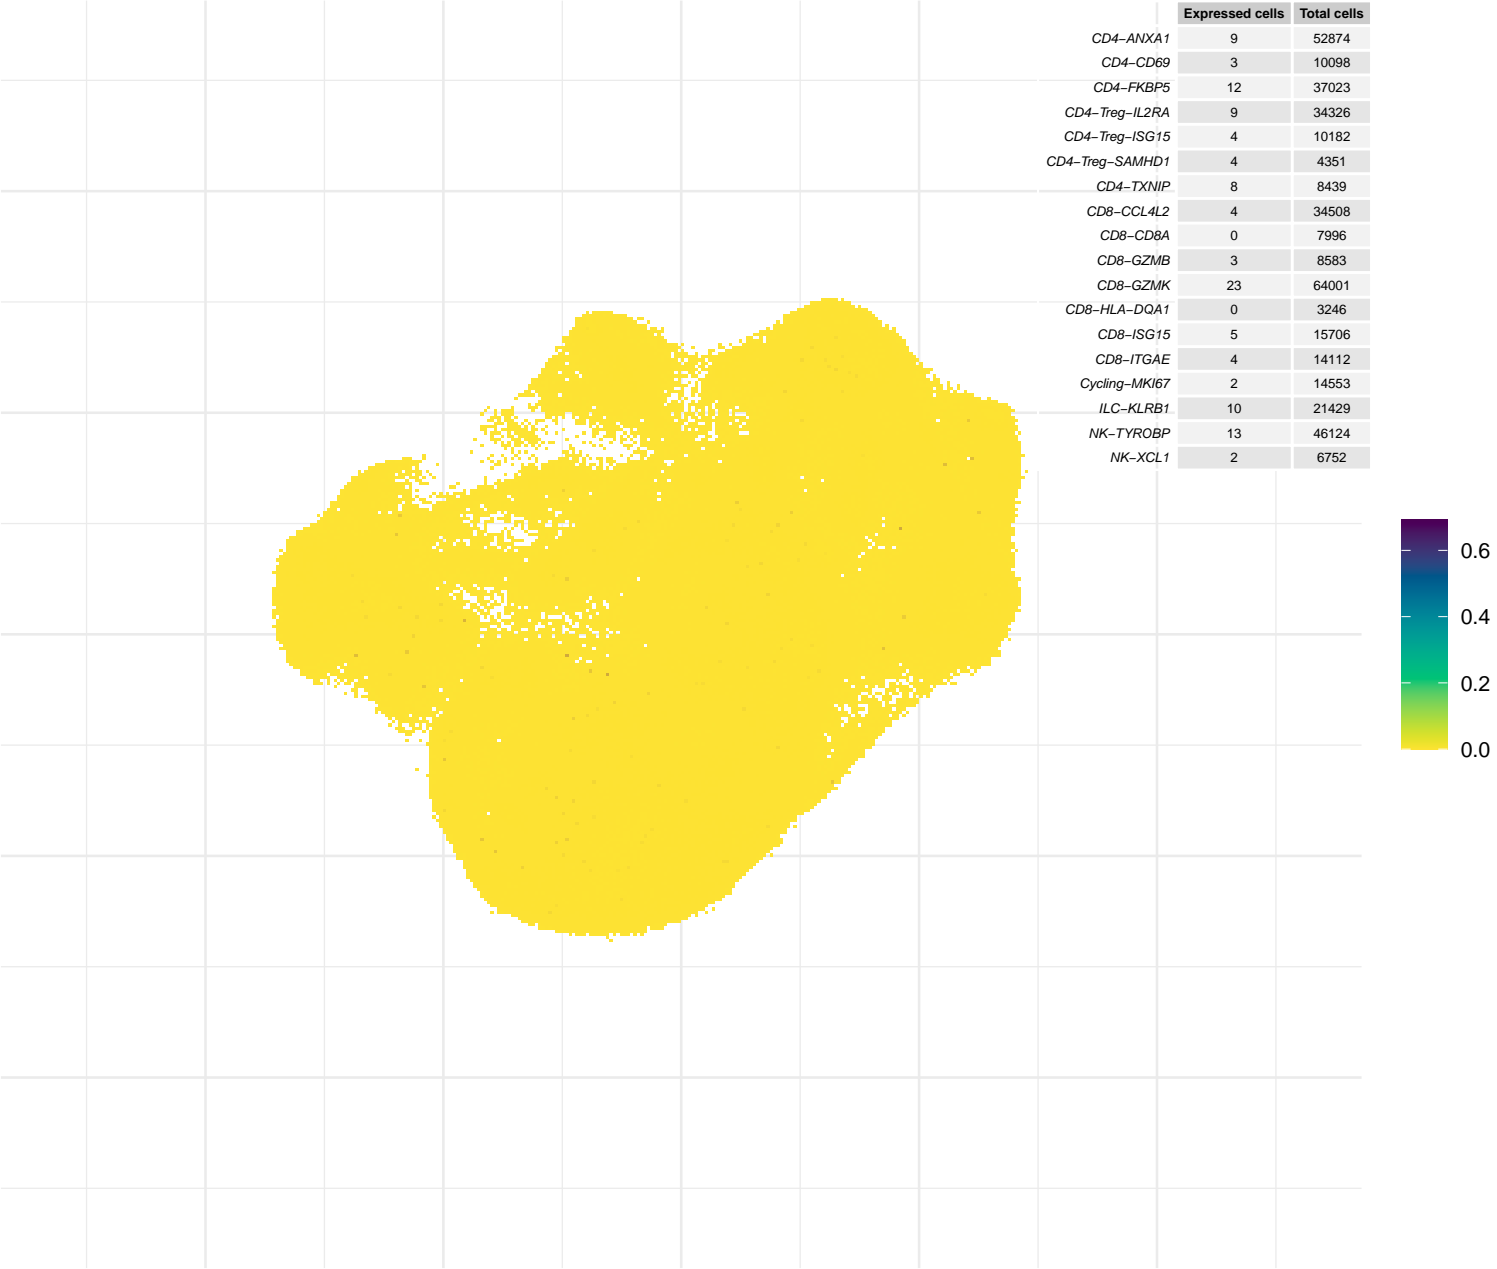 Expressed cells Total cells
CD4−ANXA1 9 52874
CD4−CD69 3 10098
CD4−FKBP5 12 37023
CD4−Treg−IL2RA 9 34326
CD4−Treg−ISG15 4 10182
CD4−Treg−SAMHD1 4 4351
CD4−TXNIP 8 8439
CD8−CCL4L2 4 34508
CD8−CD8A 0 7996
CD8−GZMB 3 8583
CD8−GZMK 23 64001
CD8−HLA−DQA1 0 3246
CD8−ISG15 5 15706
CD8−ITGAE 4 14112
Cycling−MKI67 2 14553
ILC−KLRB1 10 21429
NK−TYROBP 13 46124
NK−XCL1 2 6752
0.6
0.4
0.2
0.0